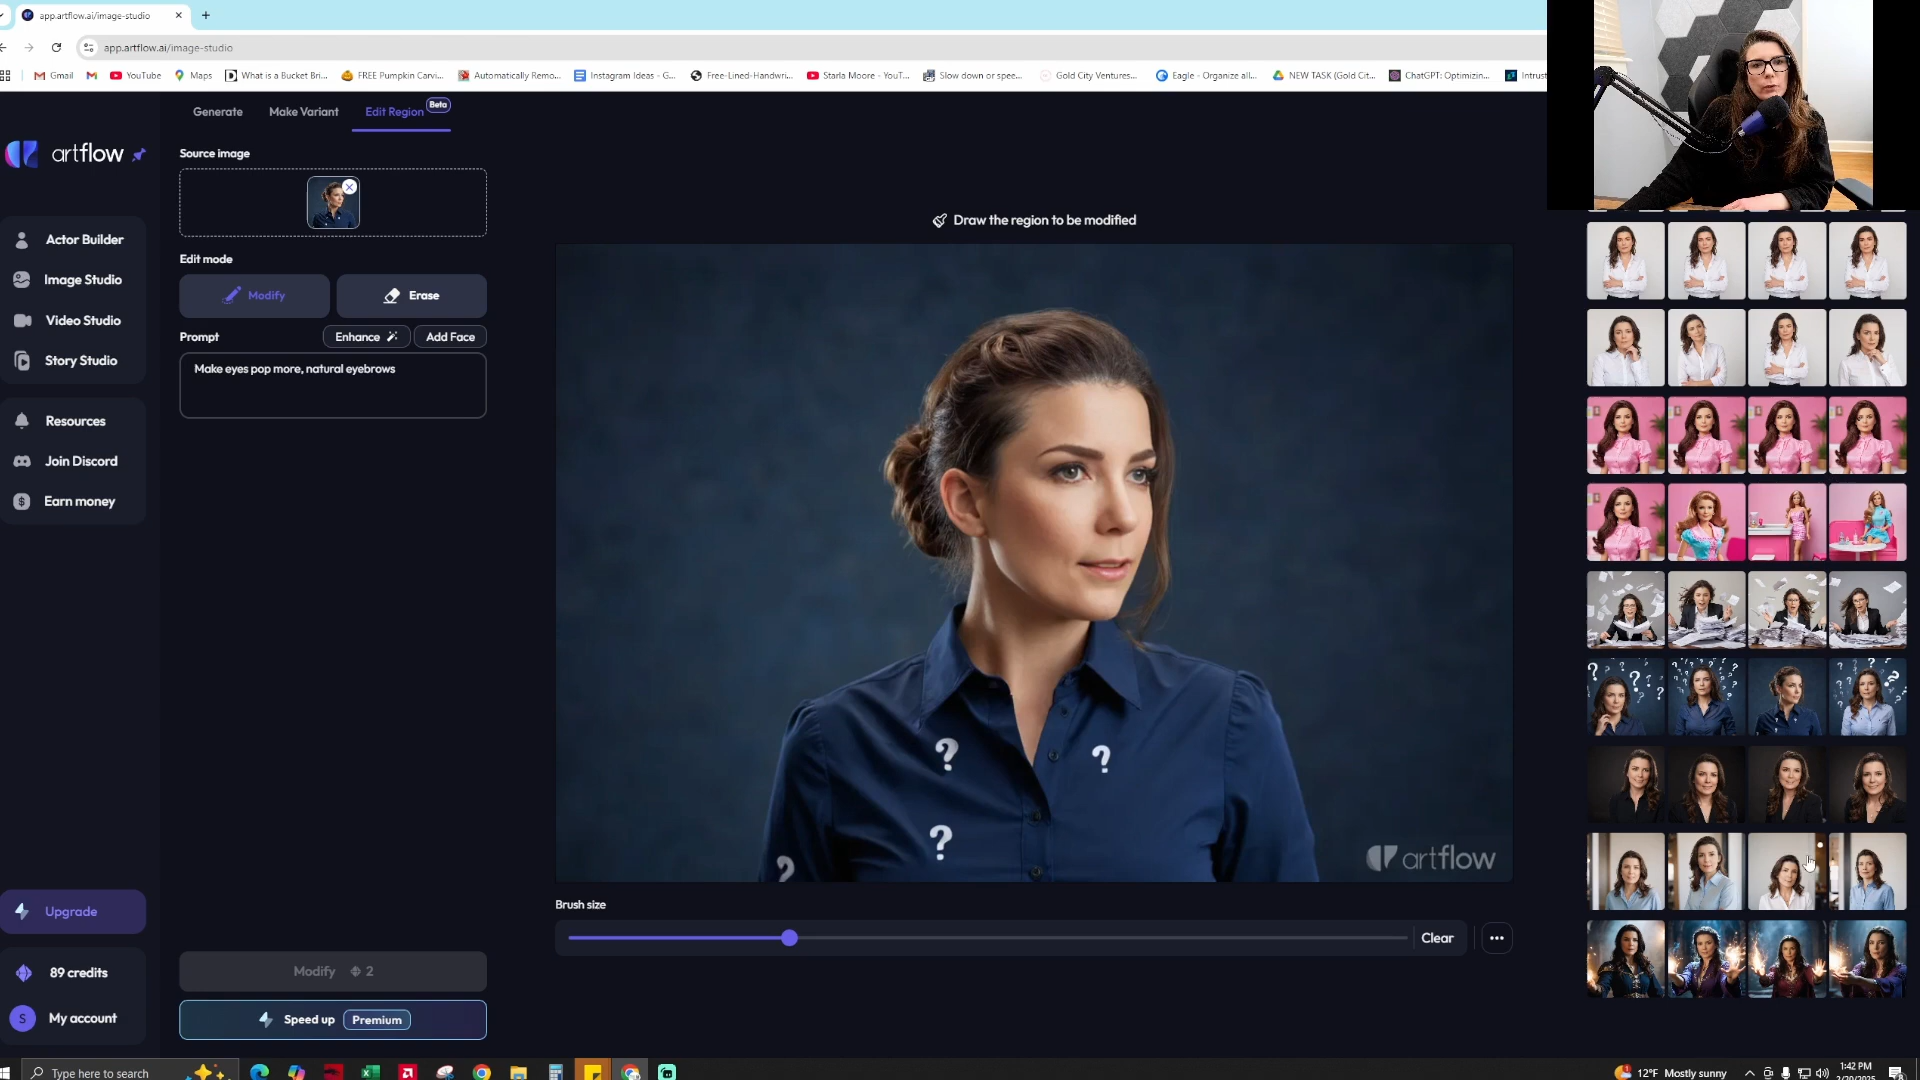 app.artflow.ai/image-studio
app.artflow.ai/image-studio
Gmail
YouTube
Maps
What is a Bucket Bri...
FREE Pumpkin Carvi...
Automatically Remo...
Instagram Ideas - G...
Free-Lined-Handwri...
Starla Moore - YouT...
Slow down or spee...
Gold City Ventures...
Eagle - Organize all...
NEW TASK (Gold Cit...
ChatGPT: Optimizin...
Intrust
Generate
Make Variant
Edit Region
Beta
artflow
Source image
Draw the region to be modified
Actor Builder
Image Studio
Video Studio
Story Studio
Edit mode
Modify
Erase
Prompt
Enhance
Add Face
Make eyes pop more, natural eyebrows
Resources
Join Discord
Earn money
? ?
?
?
artflow
Brush size
Clear
Upgrade
89 credits
S My account
Modify 2
Speed up Premium
Type here to search
12°F Mostly sunny
1:42 PM